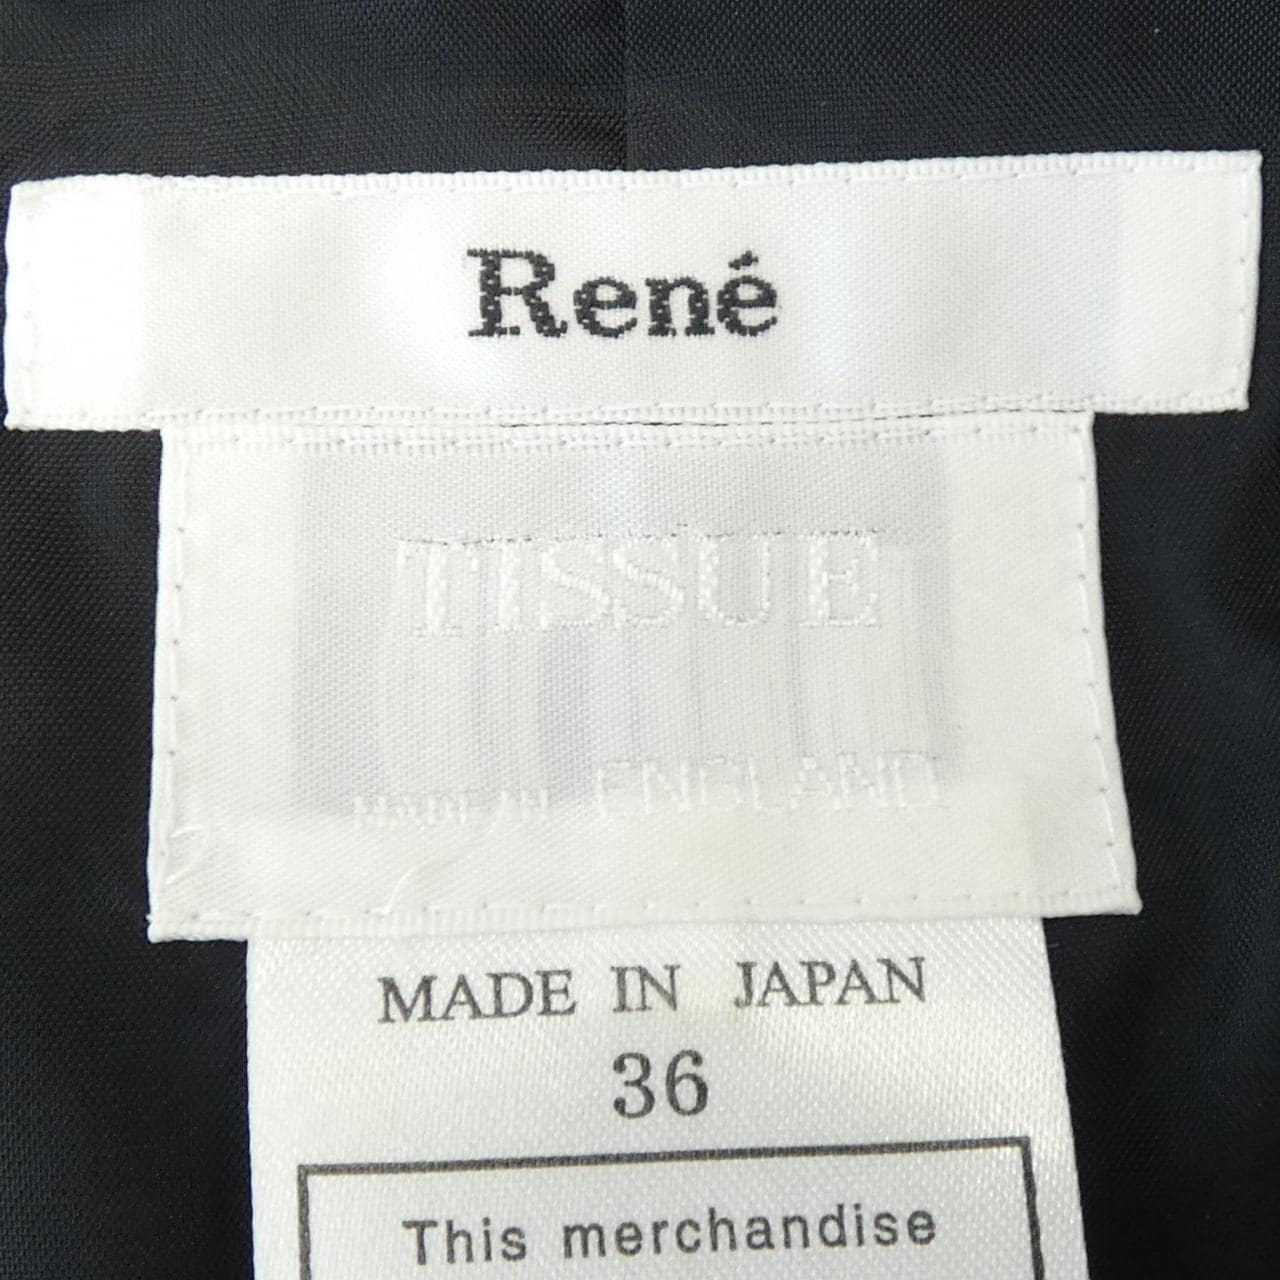 René
TISSUE
MADE IN ENGLAND
MADE IN JAPAN
36
This merchandise